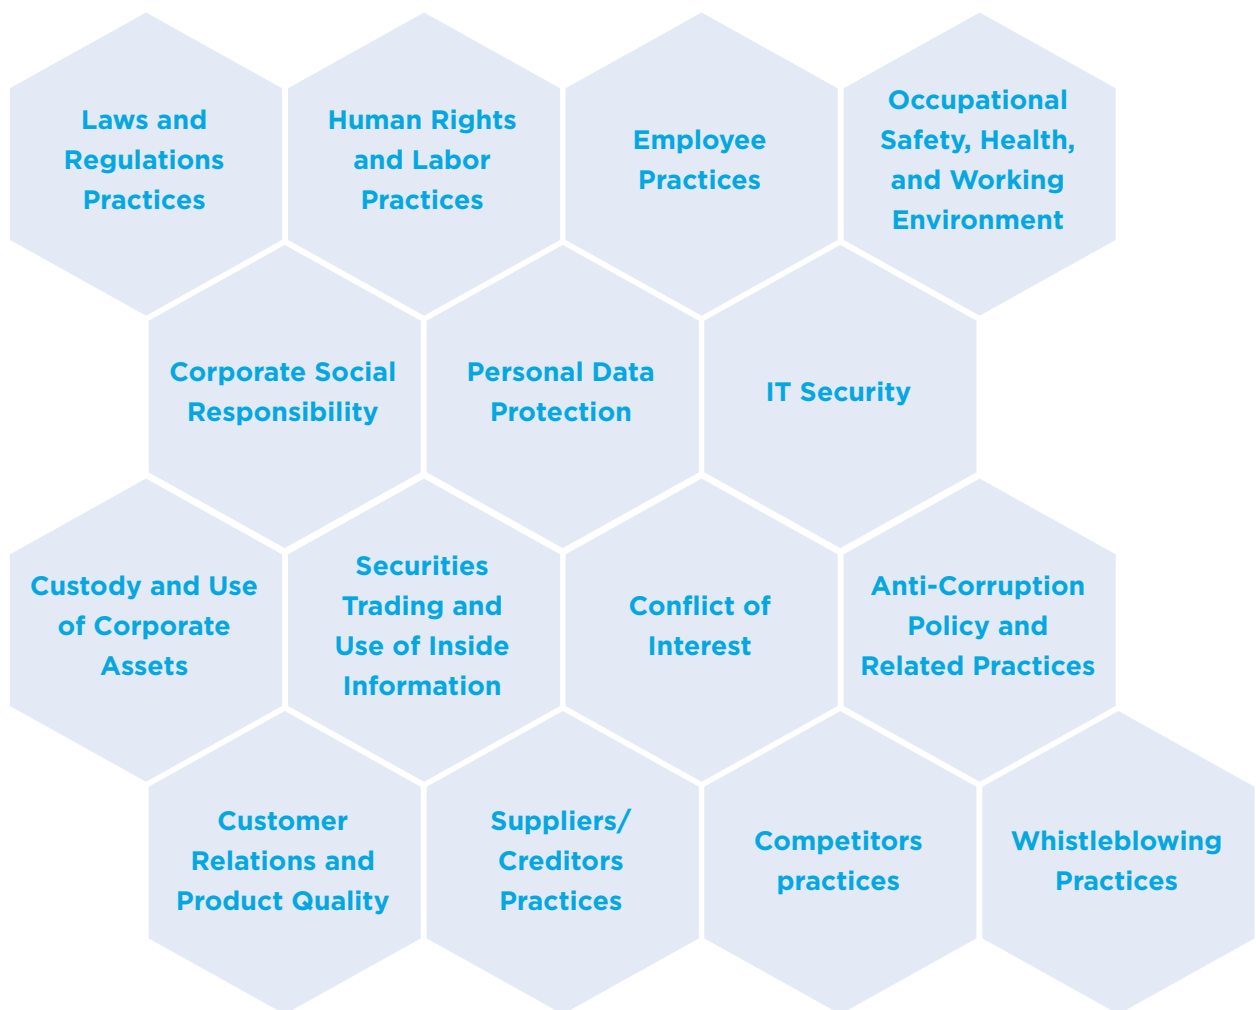 Laws and
Regulations
Practices
Human Rights
and Labor
Practices
Employee
Practices
Occupational
Safety, Health,
and Working
Environment
Corporate Social
Responsibility
Personal Data
Protection
IT Security
Custody and Use
of Corporate
Assets
Securities
Trading and
Use of Inside
Information
Conflict of
Interest
Anti-Corruption
Policy and
Related Practices
Customer
Relations and
Product Quality
Suppliers/
Creditors
Practices
Competitors
practices
Whistleblowing
Practices